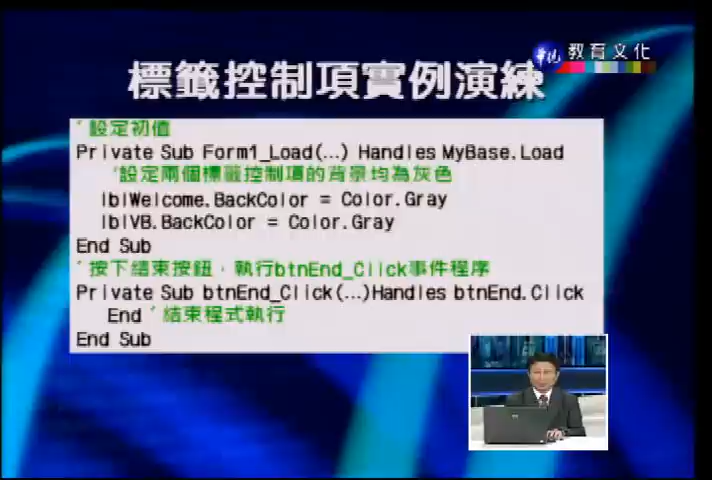 華視 教育文化
標籤控制項實例演練
' 設定初值
Private Sub Form1_Load(...) Handles MyBase.Load
'設定兩個標籤控制項的背景均為灰色
lblWelcome.BackColor = Color.Gray
lblVB.BackColor = Color.Gray
End Sub
' 按下結束按鈕，執行btnEnd_Click事件程序
Private Sub btnEnd_Click(...)Handles btnEnd.Click
End ' 結束程式執行
End Sub